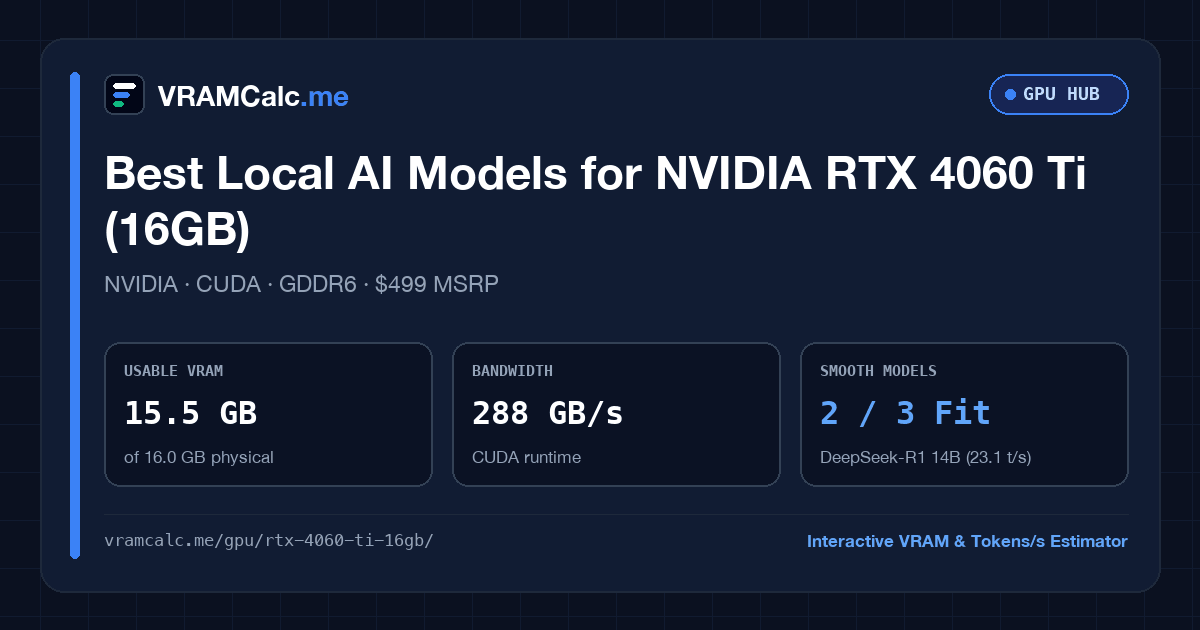 VRAMCalc.me
GPU HUB
Best Local AI Models for NVIDIA RTX 4060 Ti
(16GB)
NVIDIA · CUDA · GDDR6 · $499 MSRP
USABLE VRAM
15.5 GB
of 16.0 GB physical
BANDWIDTH
288 GB/s
CUDA runtime
SMOOTH MODELS
2 / 3 Fit
DeepSeek-R1 14B (23.1 t/s)
vramcalc.me/gpu/rtx-4060-ti-16gb/
Interactive VRAM & Tokens/s Estimator